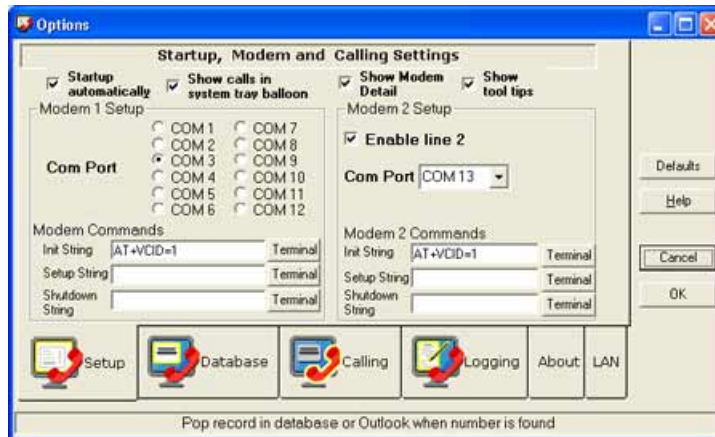 Options
Startup, Modem and Calling Settings
Startup automatically
Show calls in system tray balloon
Show Modem Detail
Show tool tips
Modem 1 Setup
Com Port
COM 1
COM 2
COM 3
COM 4
COM 5
COM 6
COM 7
COM 8
COM 9
COM 10
COM 11
COM 12
Modem Commands
Init String AT+VCID=1 Terminal
Setup String Terminal
Shutdown String Terminal
Modem 2 Setup
Enable line 2
Com Port COM 13
Modem 2 Commands
Init String AT+VCID=1 Terminal
Setup String Terminal
Shutdown String Terminal
Defaults
Help
Cancel
OK
Setup
Database
Calling
Logging
About
LAN
Pop record in database or Outlook when number is found